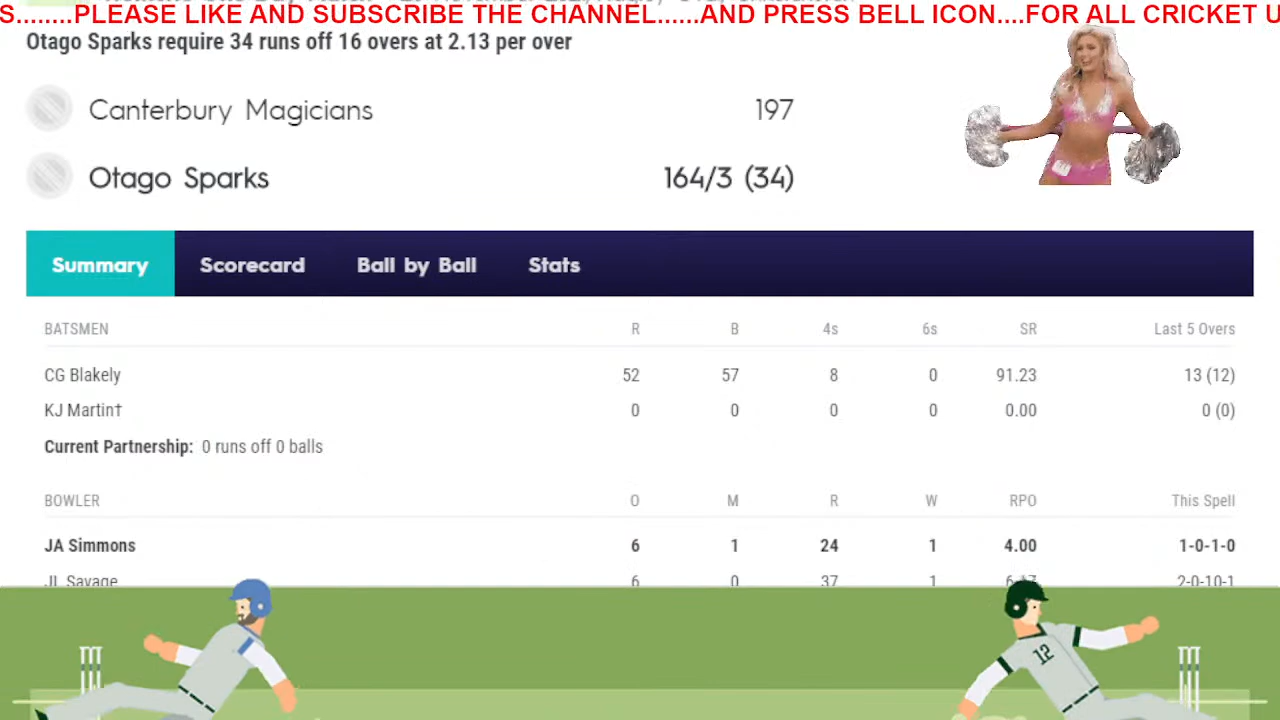 S........PLEASE LIKE AND SUBSCRIBE THE CHANNEL......AND PRESS BELL ICON....FOR ALL CRICKET U
Otago Sparks require 34 runs off 16 overs at 2.13 per over
Canterbury Magicians 197
Otago Sparks 164/3 (34)
Summary Scorecard Ball by Ball Stats
BATSMEN R B 4s 6s SR Last 5 Overs
CG Blakely 52 57 8 0 91.23 13 (12)
KJ Martin† 0 0 0 0 0.00 0 (0)
Current Partnership: 0 runs off 0 balls
BOWLER O M R W RPO This Spell
JA Simmons 6 1 24 1 4.00 1-0-1-0
JL Savage 6 0 37 1 2-0-10-1
12